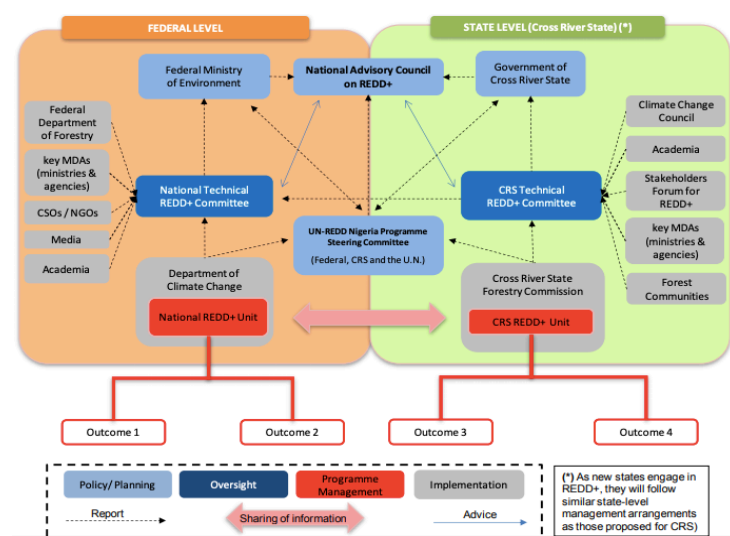 FEDERAL LEVEL
STATE LEVEL (Cross River State) (*)
Federal Ministry
of Environment
National Advisory Council
on REDD+
Government of
Cross River State
Federal
Department
of Forestry
key MDAs
(ministries &
agencies)
CSOs / NGOs
Media
Academia
National Technical
REDD+ Committee
CRS Technical
REDD+ Committee
Climate Change
Council
Academia
Stakeholders
Forum for
REDD+
key MDAs
(ministries &
agencies)
Forest
Communities
UN-REDD Nigeria Programme
Steering Committee
(Federal, CRS and the U.N.)
Department of
Climate Change
National REDD+ Unit
Cross River State
Forestry Commission
CRS REDD+ Unit
Outcome 1
Outcome 2
Outcome 3
Outcome 4
Policy/ Planning
Oversight
Programme
Management
Implementation
Report
Sharing of information
Advice
(*) As new states engage in
REDD+, they will follow
similar state-level
management arrangements
as those proposed for CRS)